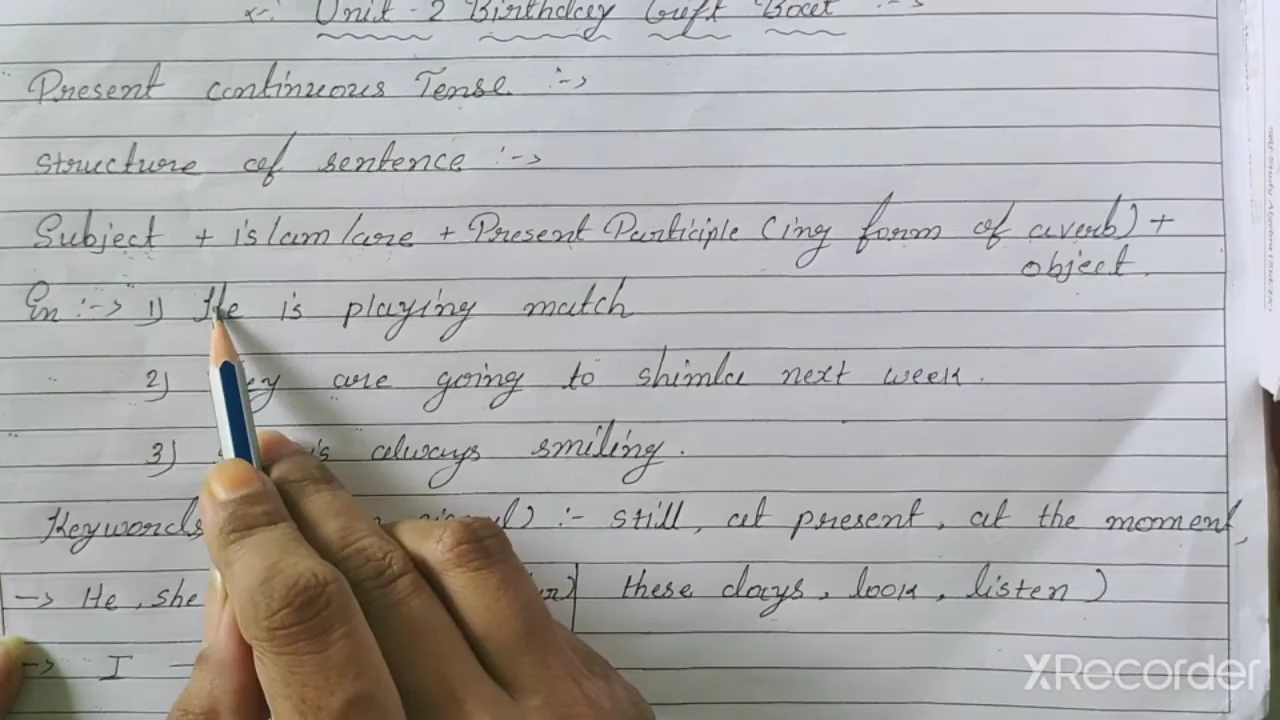 Unit - 2 Birthday Gift Boat :->
Present continuous Tense :->
structure of sentence :->
Subject + is/am/are + Present Participle (ing form of a verb) +
object.
Ex :-> 1) He is playing match
2) are going to shimla next week.
3) is always smiling.
Keywords :- still, at present, at the moment,
-> He, she these days, look, listen)
-> I
XRecorder